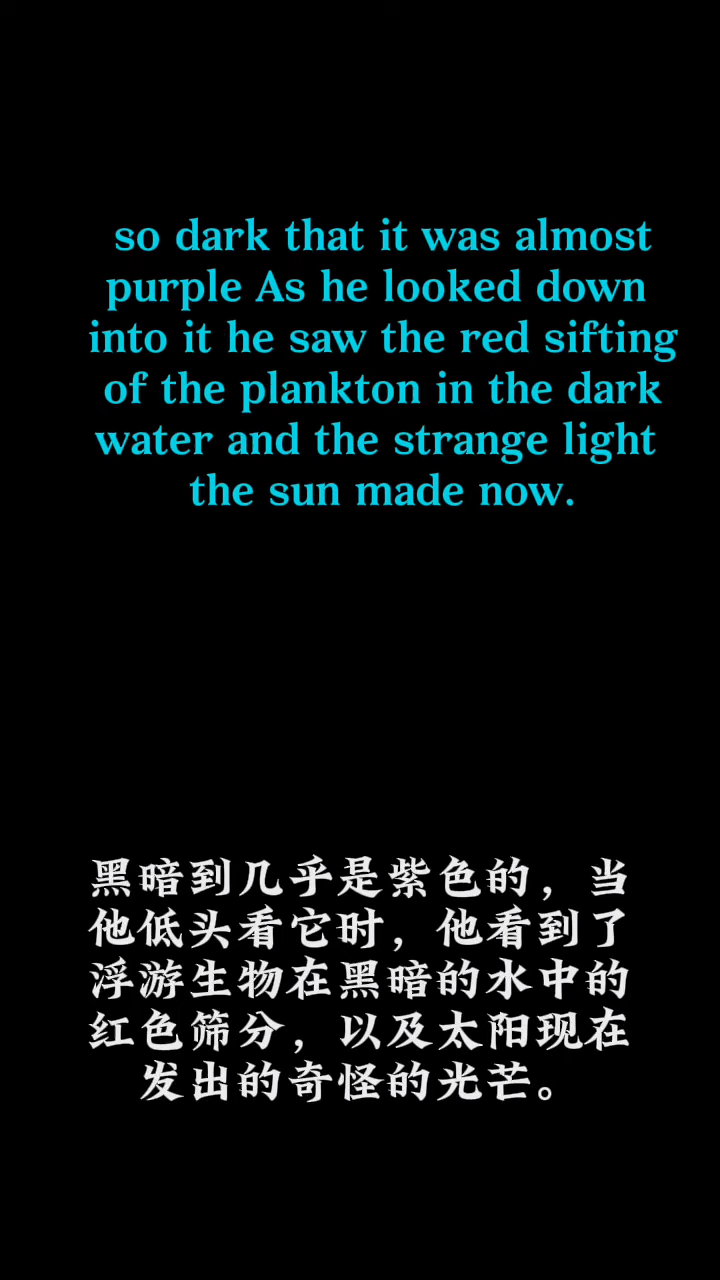 so dark that it was almost
purple As he looked down
into it he saw the red sifting
of the plankton in the dark
water and the strange light
the sun made now.
黑暗到几乎是紫色的，当
他低头看它时，他看到了
浮游生物在黑暗的水中的
红色筛分，以及太阳现在
发出的奇怪的光芒。